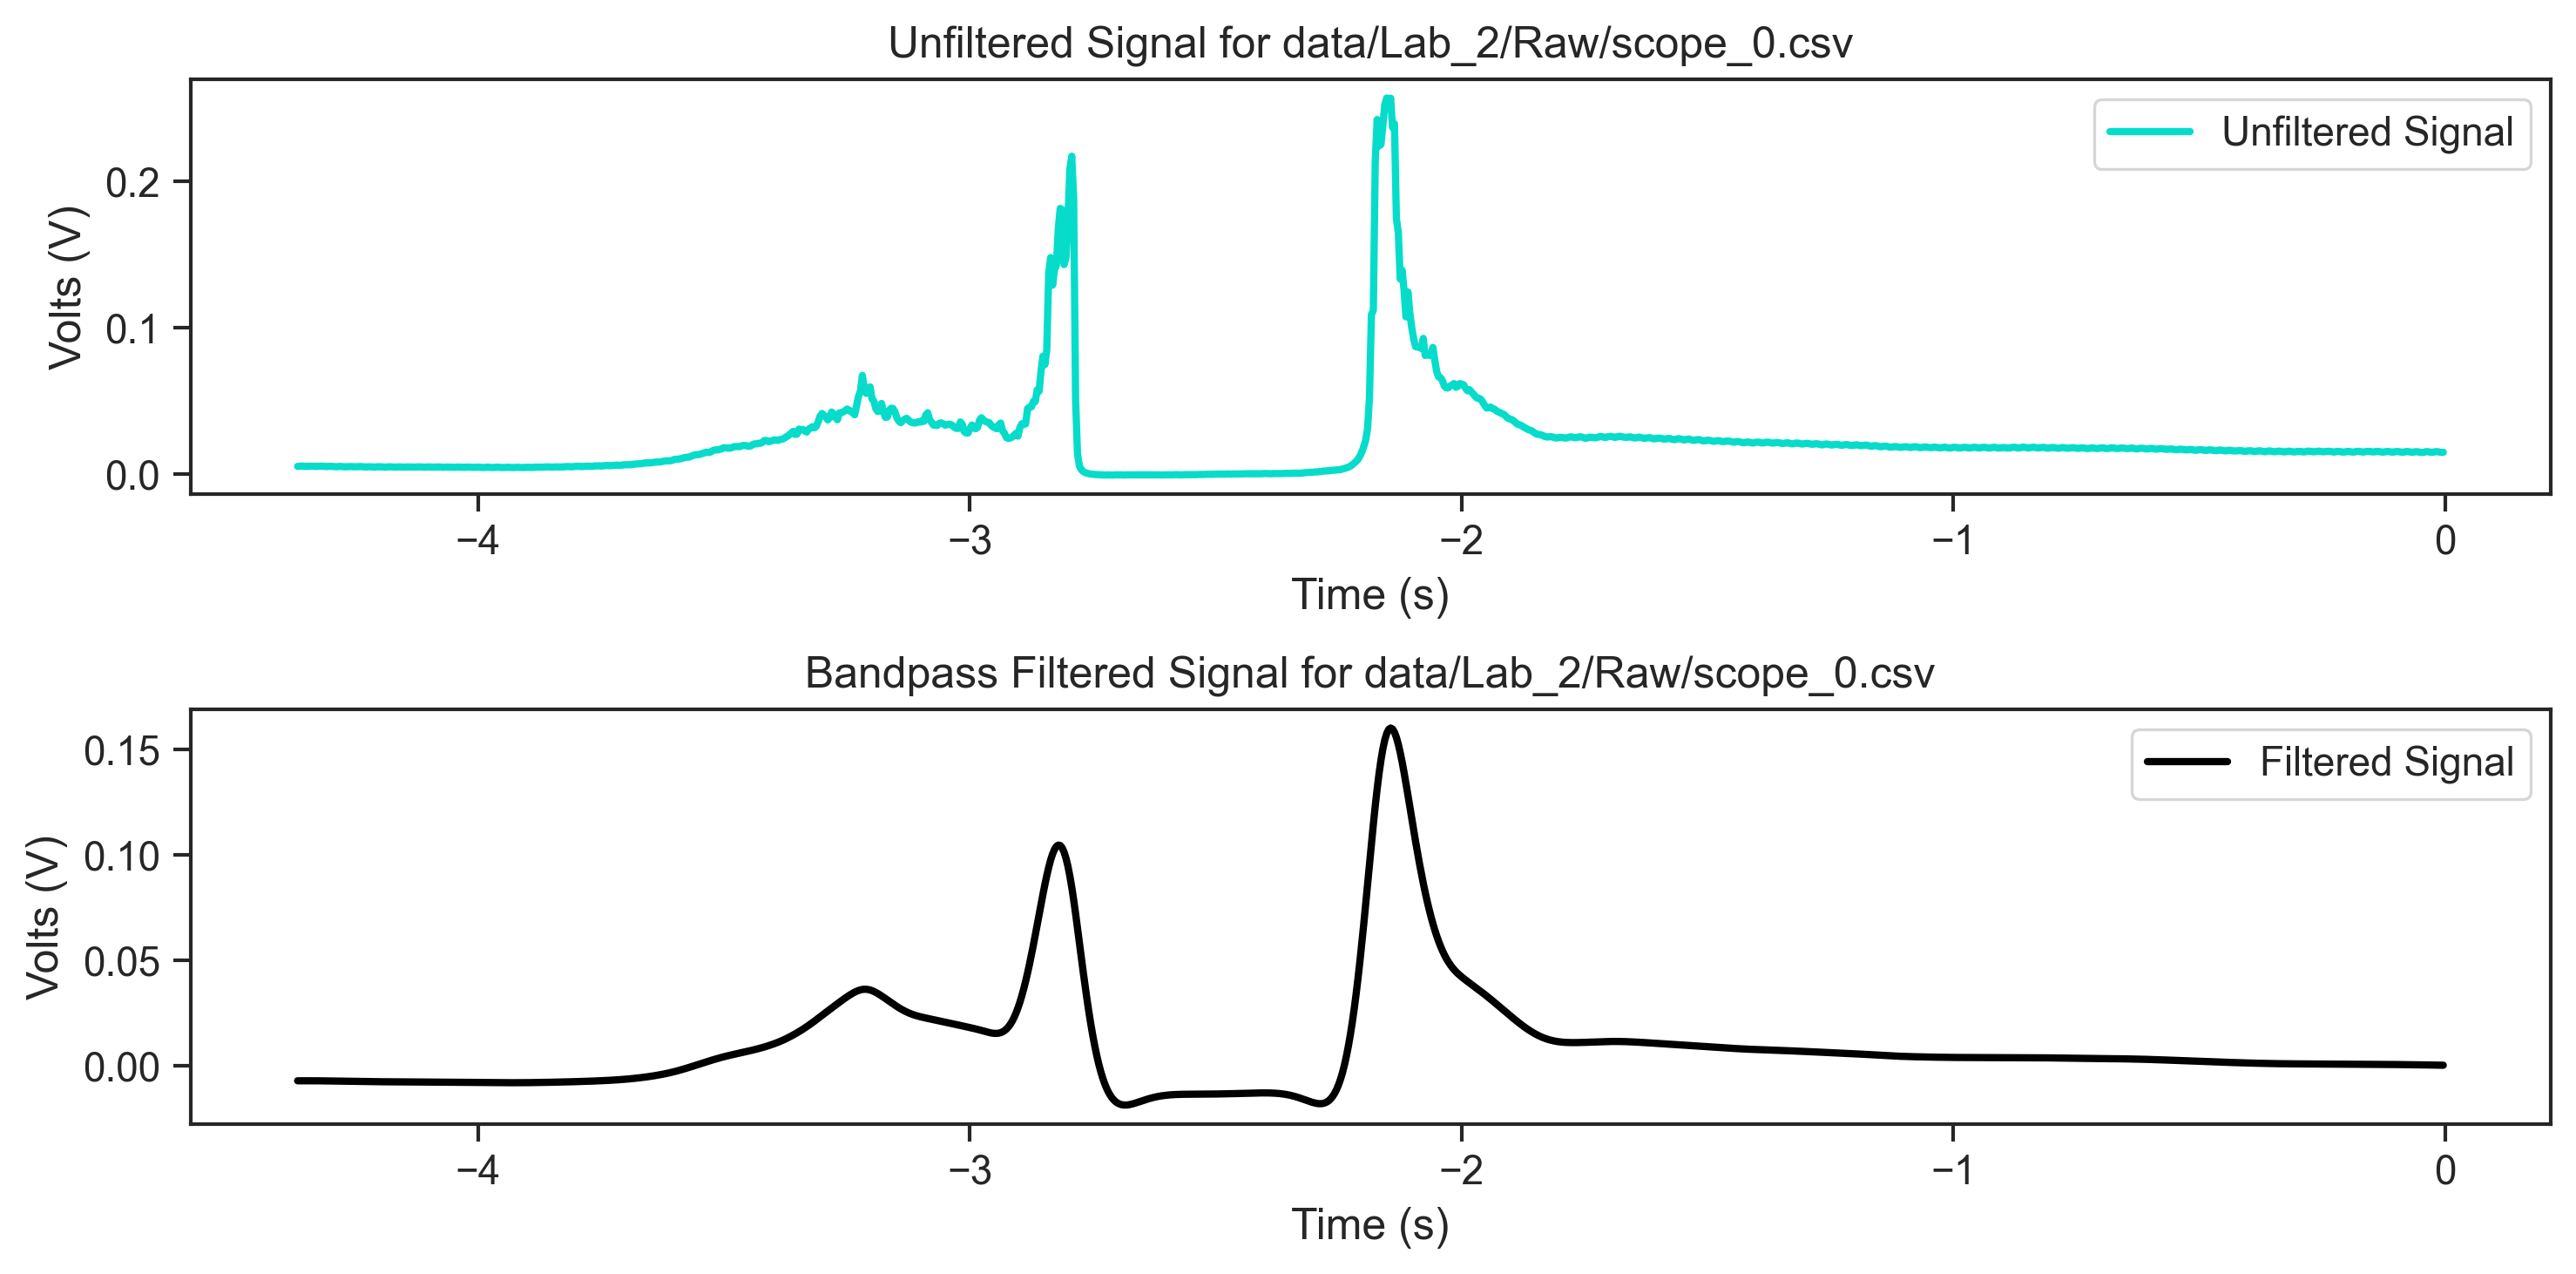 Unfiltered Signal for data/Lab_2/Raw/scope_0.csv
Unfiltered Signal
Volts (V)
0.2
0.1
0.0
−4 −3 −2 −1 0
Time (s)
Bandpass Filtered Signal for data/Lab_2/Raw/scope_0.csv
Filtered Signal
Volts (V)
0.15
0.10
0.05
0.00
−4 −3 −2 −1 0
Time (s)